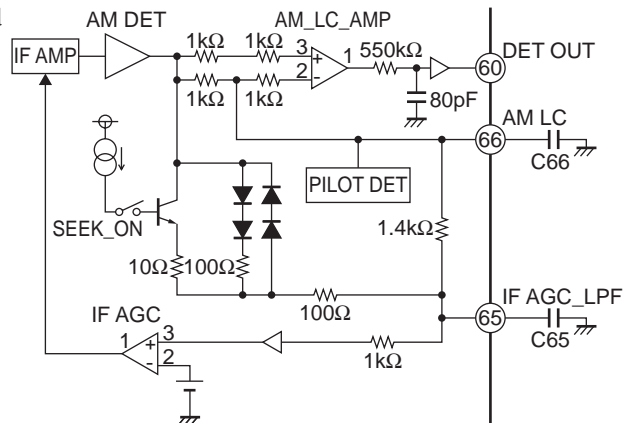 AM DET
AM_LC_AMP
IF AMP
1kΩ
1kΩ
3
+
1
2
-
550kΩ
DET OUT
60
1kΩ
1kΩ
80pF
AM LC
66
C66
PILOT DET
SEEK_ON
1.4kΩ
10Ω
100Ω
100Ω
IF AGC
1
3
+
2
-
1kΩ
IF AGC_LPF
65
C65